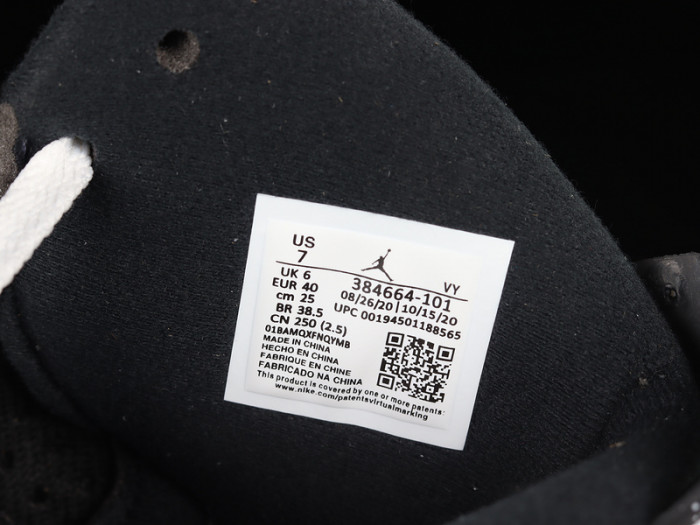 US
7
VY
UK 6
384664-101
EUR 40
08/26/20 | 10/15/20
cm 25
UPC 00194501188565
BR 38.5
CN 250 (2.5)
01BAMQXFNQYMB
MADE IN CHINA
HECHO EN CHINA
FABRIQUE EN CHINE
FABRICADO NA CHINA
This product is covered by one or more patents:
www.nike.com/patentsvirtualmarking